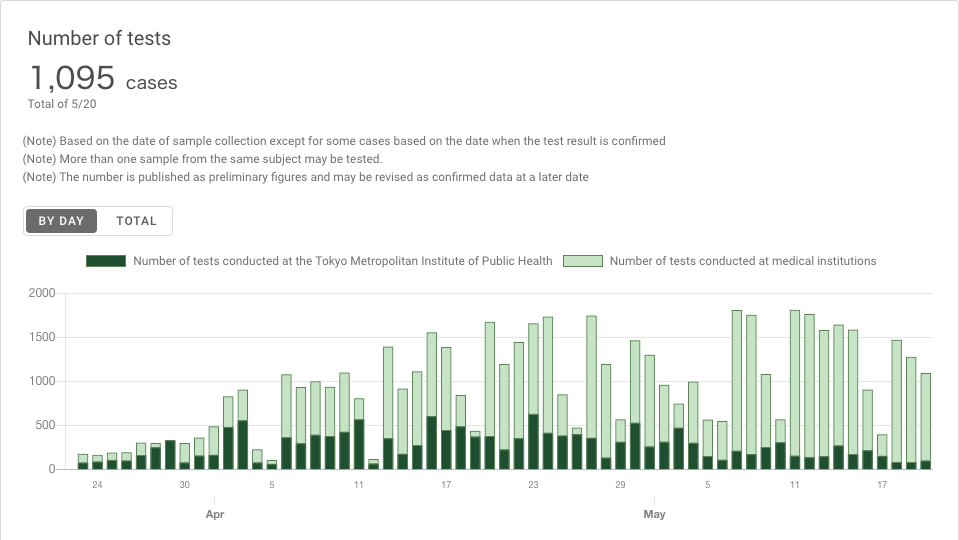 Number of tests
1,095 cases
Total of 5/20
(Note) Based on the date of sample collection except for some cases based on the date when the test result is confirmed
(Note) More than one sample from the same subject may be tested.
(Note) The number is published as preliminary figures and may be revised as confirmed data at a later date
BY DAY TOTAL
Number of tests conducted at the Tokyo Metropolitan Institute of Public Health Number of tests conducted at medical institutions
2000
1500
1000
500
0
24 30 5 11 17 23 29 5 11 17
Apr May